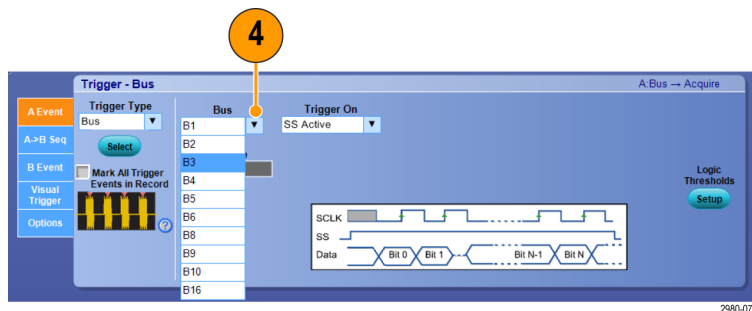 4
Trigger - Bus
A:Bus → Acquire
A Event
A->B Seq
B Event
Visual
Trigger
Options
Trigger Type
Bus
Select
Mark All Trigger
Events in Record
?
Bus
B1
B2
B3
B4
B5
B6
B8
B9
B10
B16
Trigger On
SS Active
SCLK
SS
Data
Bit 0
Bit 1
Bit N-1
Bit N
Logic
Thresholds
Setup
2980-07